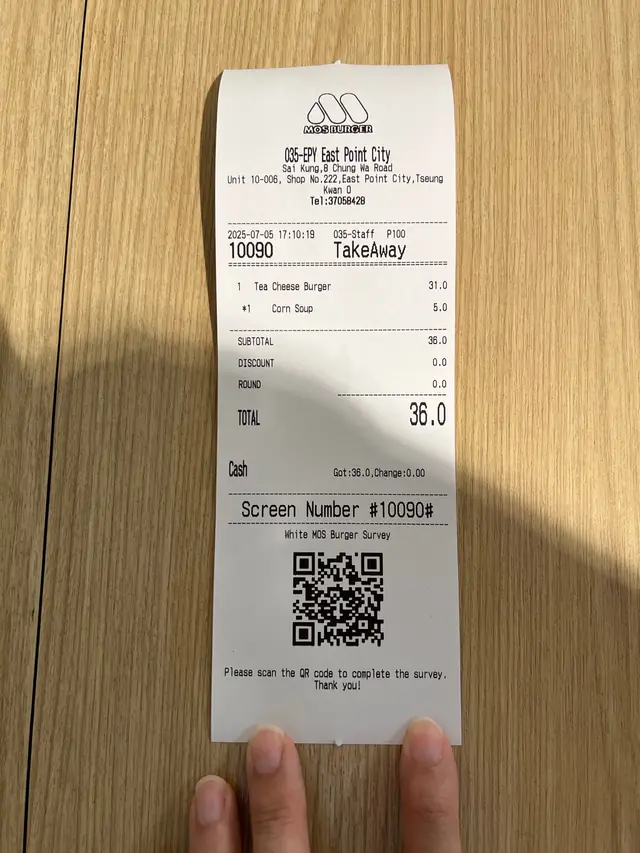 MOS BURGER
035-EPY East Point City
Sai Kung,8 Chung Wa Road
Unit 10-006, Shop No.222,East Point City,Tseung
Kwan O
Tel:37058428
2025-07-05 17:10:19 035-Staff P100
10090 TakeAway
1 Tea Cheese Burger 31.0
*1 Corn Soup 5.0
SUBTOTAL 36.0
DISCOUNT 0.0
ROUND 0.0
TOTAL 36.0
Cash Got:36.0,Change:0.00
Screen Number #10090#
White MOS Burger Survey
Please scan the QR code to complete the survey.
Thank you!